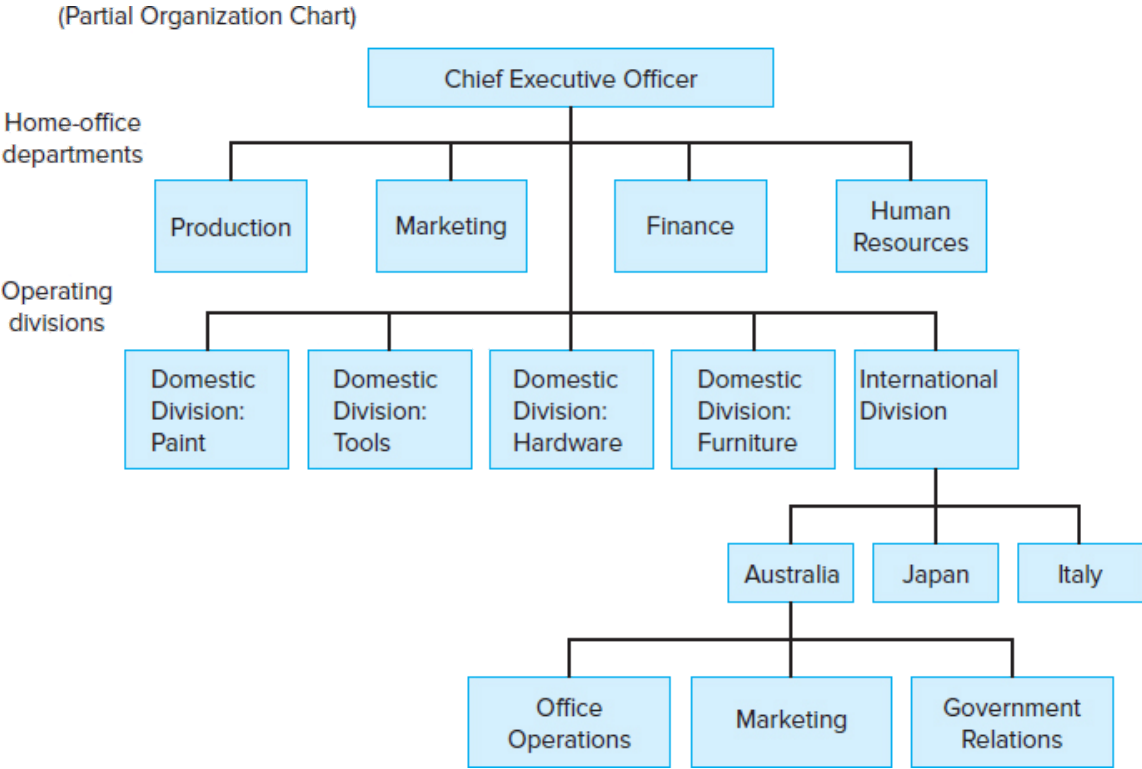 (Partial Organization Chart)
Chief Executive Officer
Home-office
departments
Production
Marketing
Finance
Human
Resources
Operating
divisions
Domestic
Division:
Paint
Domestic
Division:
Tools
Domestic
Division:
Hardware
Domestic
Division:
Furniture
International
Division
Australia
Japan
Italy
Office
Operations
Marketing
Government
Relations